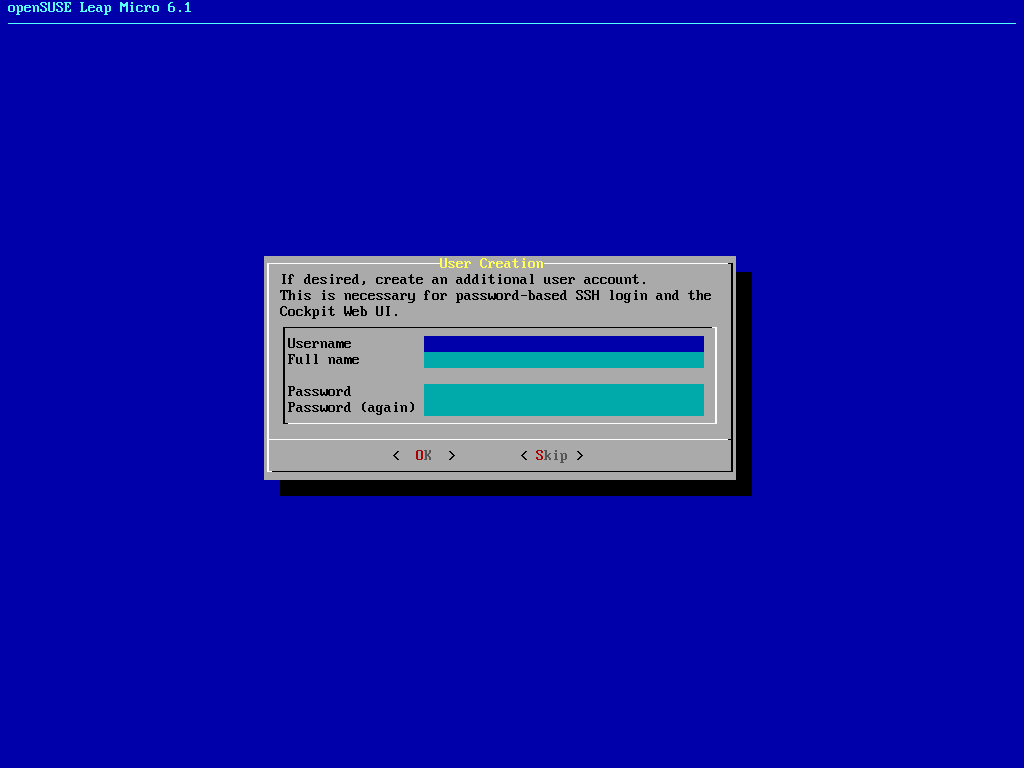 openSUSE Leap Micro 6.1
User Creation
If desired, create an additional user account.
This is necessary for password-based SSH login and the
Cockpit Web UI.
Username
Full name
Password
Password (again)
< OK > < Skip >